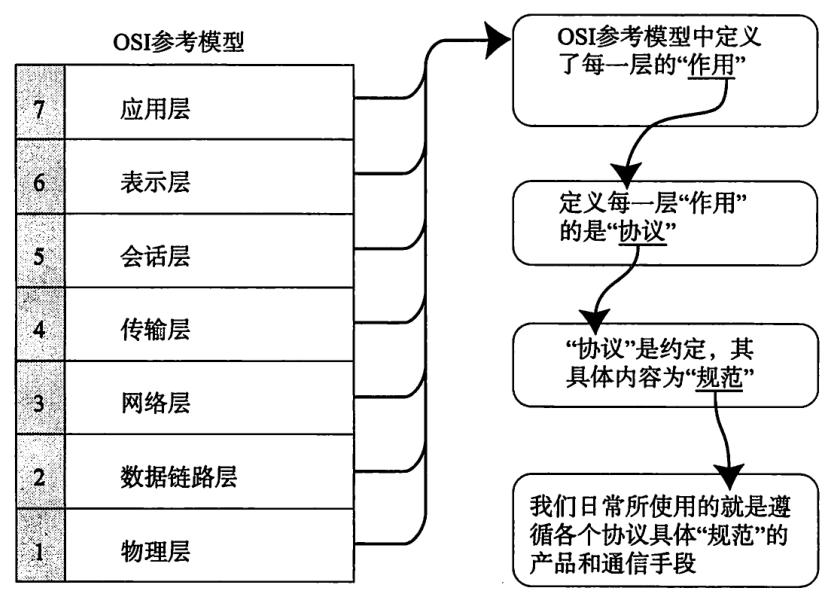 OSI参考模型
7 应用层
6 表示层
5 会话层
4 传输层
3 网络层
2 数据链路层
1 物理层
OSI参考模型中定义
了每一层的“作用”
定义每一层“作用”
的是“协议”
“协议”是约定，其
具体内容为“规范”
我们日常所使用的就是遵
循各个协议具体“规范”的
产品和通信手段